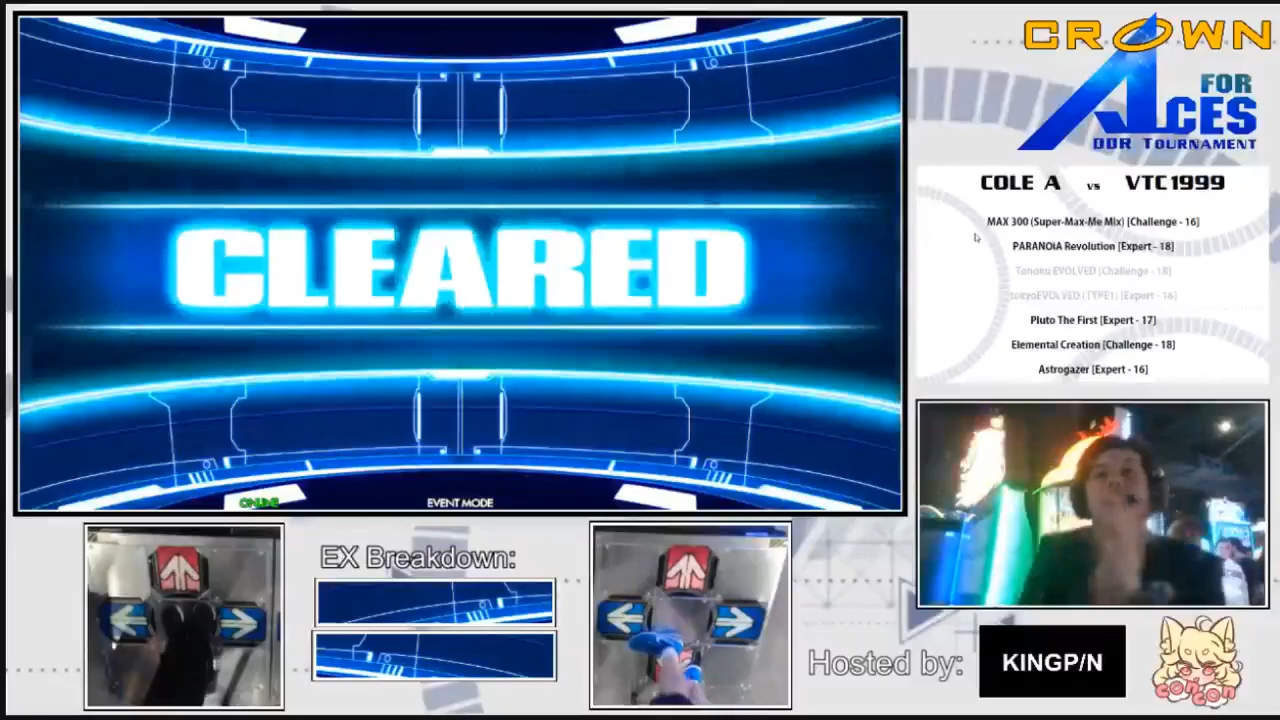 CROWN
FOR
ACES
DDR TOURNAMENT
COLE A vs VTC1999
MAX 300 (Super-Max-Me Mix) [Challenge - 16]
PARANOiA Revolution [Expert - 18]
Tohoku EVOLVED [Challenge - 18]
tokyoEVOLVED (TYPE1) [Expert - 16]
Pluto The First [Expert - 17]
Elemental Creation [Challenge - 18]
Astrogazer [Expert - 16]
CLEARED
ONLINE
EVENT MODE
EX Breakdown:
Hosted by:
KINGP/N
concon